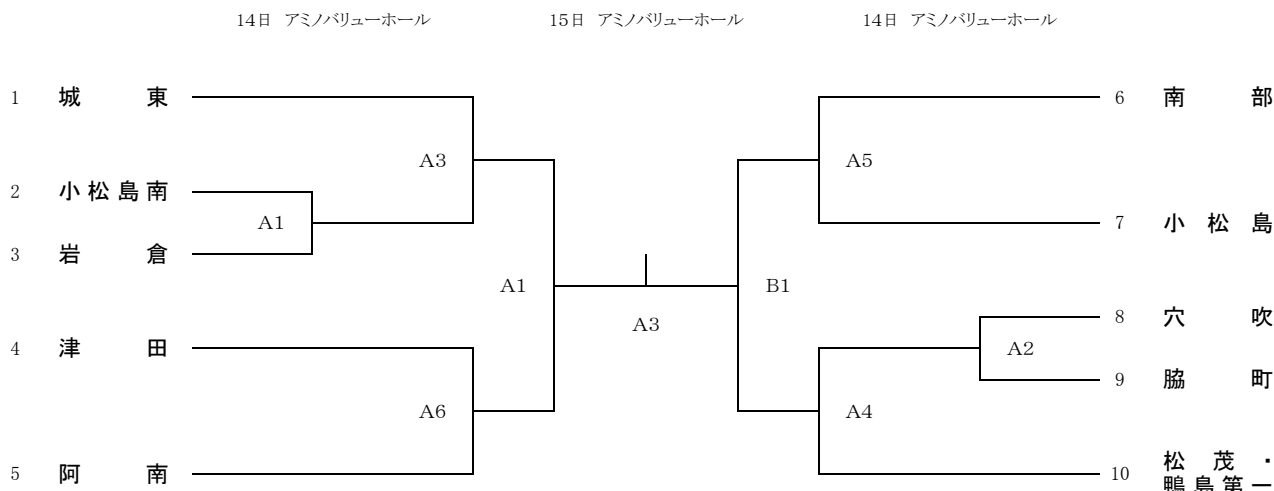 14日 アミノバリューホール 15日 アミノバリューホール 14日 アミノバリューホール
1 城東 6 南部
A3 A5
2 小松島南
A1 7 小松島
3 岩倉
A1 B1
A3
8 穴吹
4 津田 A2
9 脇町
A6 A4
5 阿南 10 松茂・
鴨島第一